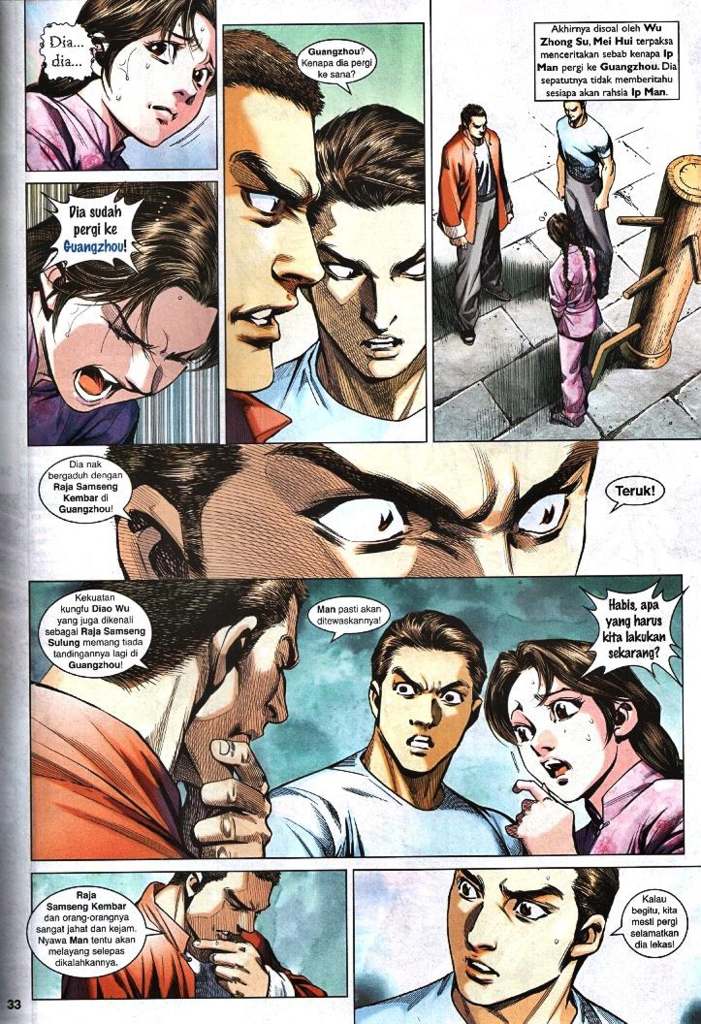 Dia...
dia...
Dia sudah
pergi ke
Guangzhou!
Guangzhou?
Kenapa dia pergi
ke sana?
Akhirnya disoal oleh Wu
Zhong Su, Mei Hui terpaksa
menceritakan sebab kenapa Ip
Man pergi ke Guangzhou. Dia
sepatutnya tidak memberitahu
sesiapa akan rahsia Ip Man.
Dia nak
bergaduh dengan
Raja Samseng
Kembar di
Guangzhou!
Teruk!
Kekuatan
kungfu Diao Wu
yang juga dikenali
sebagai Raja Samseng
Sulung memang tiada
tandingannya lagi di
Guangzhou!
Man pasti akan
ditewaskannya!
Habis, apa
yang harus
kita lakukan
sekarang?
Raja
Samseng Kembar
dan orang-orangnya
sangat jahat dan kejam.
Nyawa Man tentu akan
melayang selepas
dikalahkannya.
Kalau
begitu, kita
mesti pergi
selamatkan
dia lekas!
33